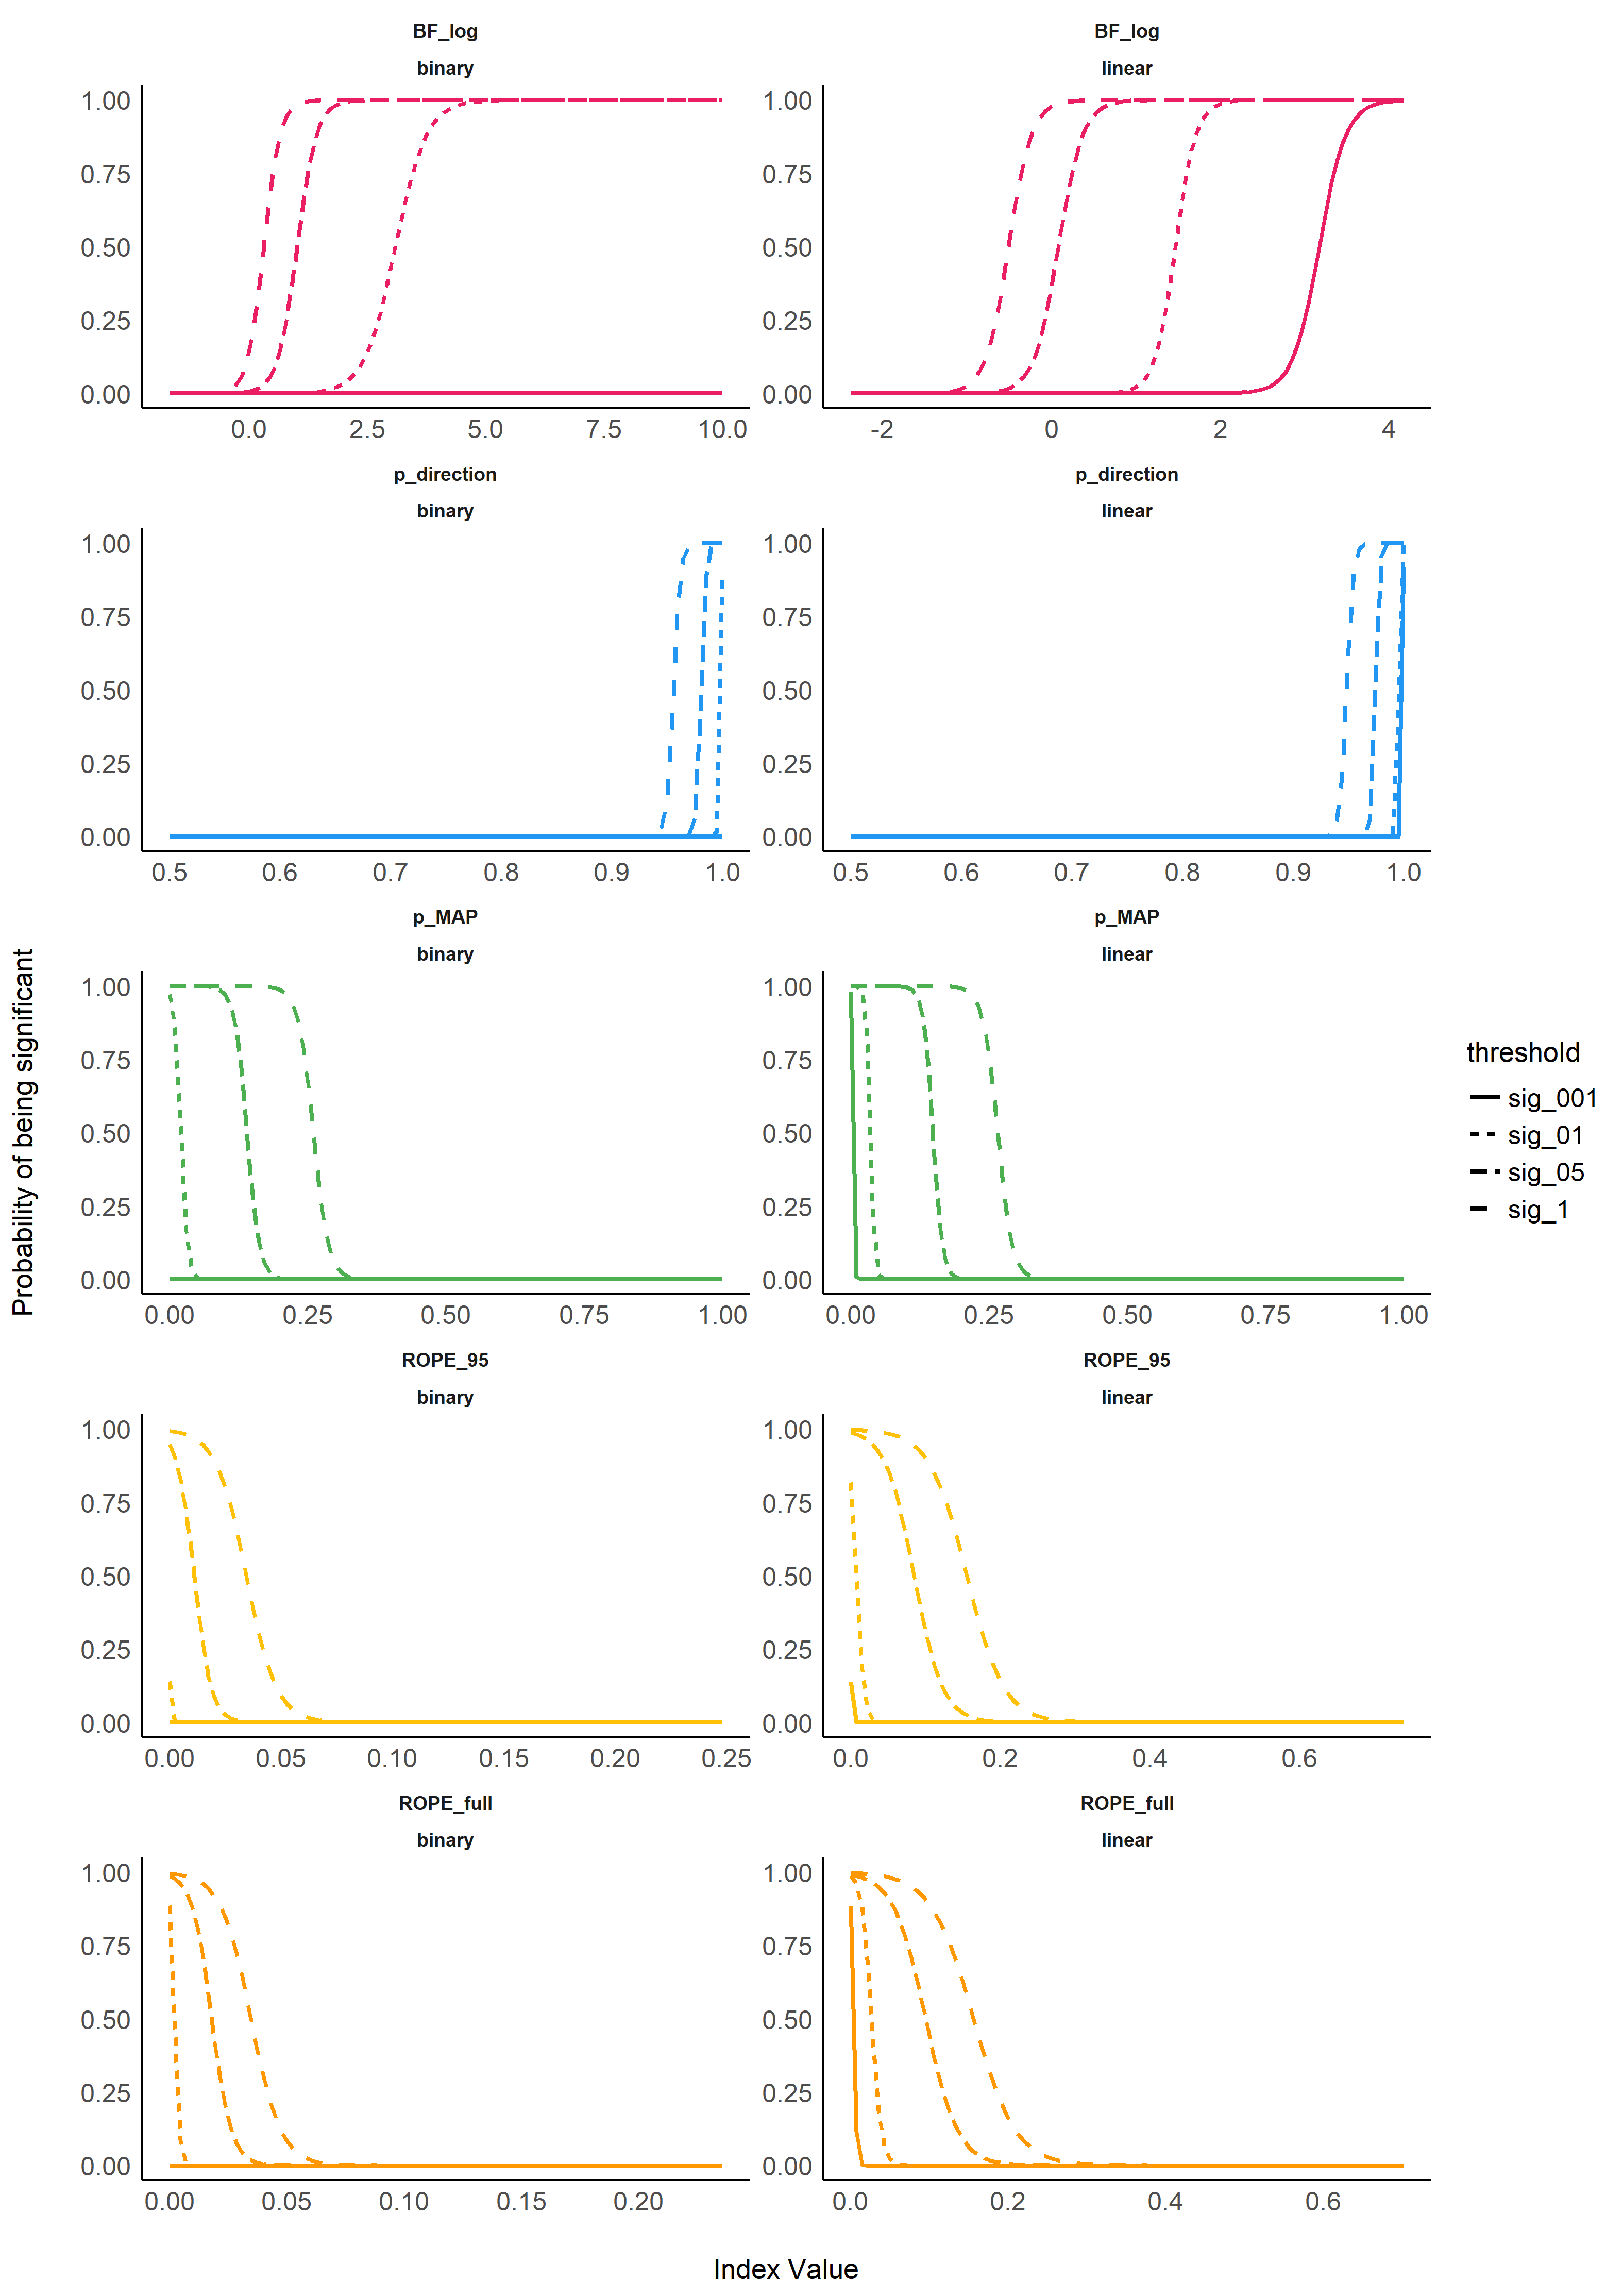 BF_log
BF_log
binary
linear
1.00
0.75
0.50
0.25
0.00
0.0 2.5 5.0 7.5 10.0
1.00
0.75
0.50
0.25
0.00
-2 0 2 4
p_direction
p_direction
binary
linear
1.00
0.75
0.50
0.25
0.00
0.5 0.6 0.7 0.8 0.9 1.0
1.00
0.75
0.50
0.25
0.00
0.5 0.6 0.7 0.8 0.9 1.0
p_MAP
p_MAP
binary
linear
1.00
0.75
0.50
0.25
0.00
0.00 0.25 0.50 0.75 1.00
1.00
0.75
0.50
0.25
0.00
0.00 0.25 0.50 0.75 1.00
ROPE_95
ROPE_95
binary
linear
1.00
0.75
0.50
0.25
0.00
0.00 0.05 0.10 0.15 0.20 0.25
1.00
0.75
0.50
0.25
0.00
0.0 0.2 0.4 0.6
ROPE_full
ROPE_full
binary
linear
1.00
0.75
0.50
0.25
0.00
0.00 0.05 0.10 0.15 0.20
1.00
0.75
0.50
0.25
0.00
0.0 0.2 0.4 0.6
Probability of being significant
Index Value
threshold
sig_001
sig_01
sig_05
sig_1